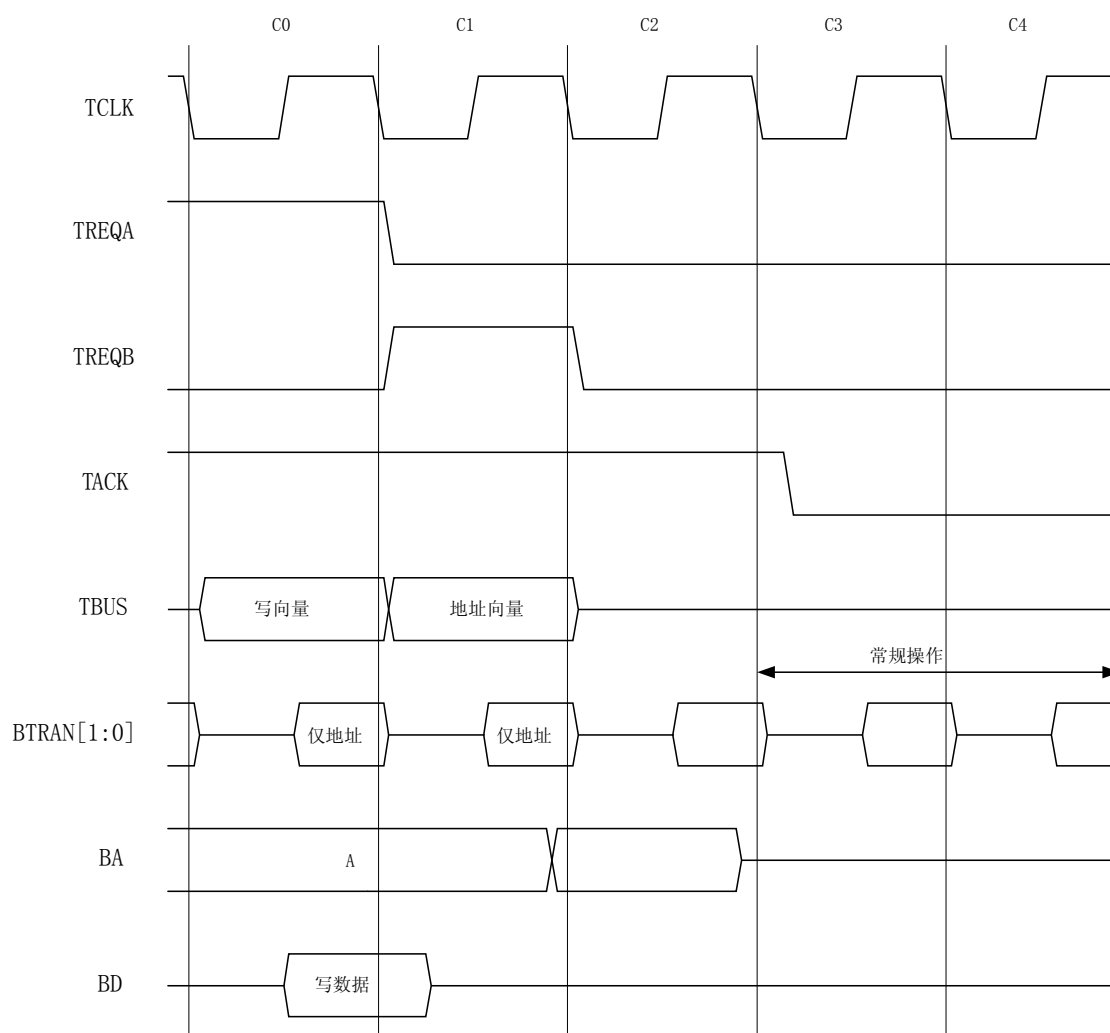 C0 C1 C2 C3 C4
TCLK
TREQA
TREQB
TACK
TBUS 写向量 地址向量
常规操作
BTRAN[1:0] 仅地址 仅地址
BA A
BD 写数据